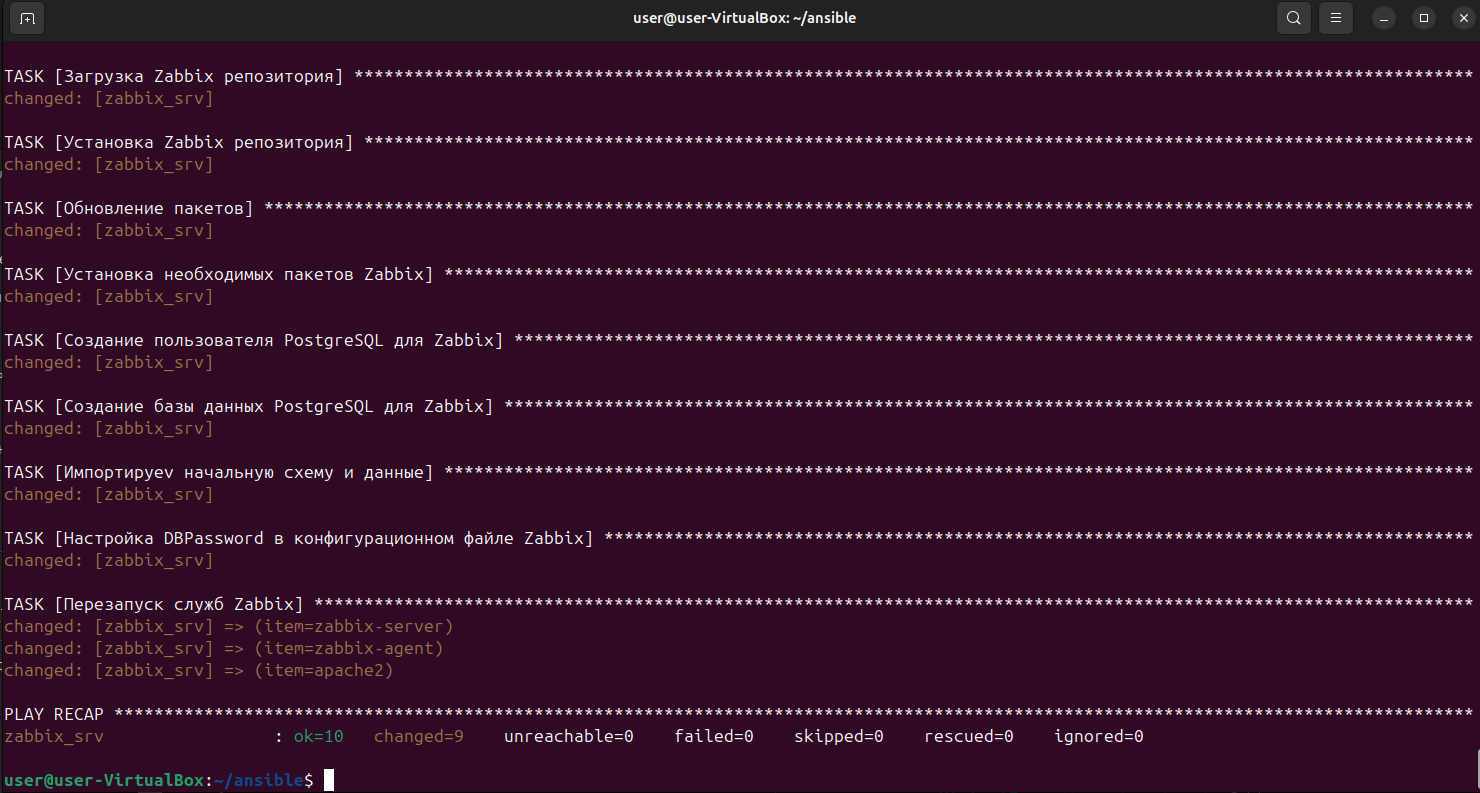 user@user-VirtualBox: ~/ansible
TASK [Загрузка Zabbix репозитория] ****************************************************************************************************************
changed: [zabbix_srv]
TASK [Установка Zabbix репозитория] ***************************************************************************************************************
changed: [zabbix_srv]
TASK [Обновление пакетов] *************************************************************************************************************************
changed: [zabbix_srv]
TASK [Установка необходимых пакетов Zabbix] *******************************************************************************************************
changed: [zabbix_srv]
TASK [Создание пользователя PostgreSQL для Zabbix] ************************************************************************************************
changed: [zabbix_srv]
TASK [Создание базы данных PostgreSQL для Zabbix] *************************************************************************************************
changed: [zabbix_srv]
TASK [Импортируеv начальную схему и данные] *******************************************************************************************************
changed: [zabbix_srv]
TASK [Настройка DBPassword в конфигурационном файле Zabbix] ***************************************************************************************
changed: [zabbix_srv]
TASK [Перезапуск служб Zabbix] ********************************************************************************************************************
changed: [zabbix_srv] => (item=zabbix-server)
changed: [zabbix_srv] => (item=zabbix-agent)
changed: [zabbix_srv] => (item=apache2)
PLAY RECAP ****************************************************************************************************************************************
zabbix_srv                 : ok=10   changed=9    unreachable=0    failed=0    skipped=0    rescued=0    ignored=0
user@user-VirtualBox:~/ansible$